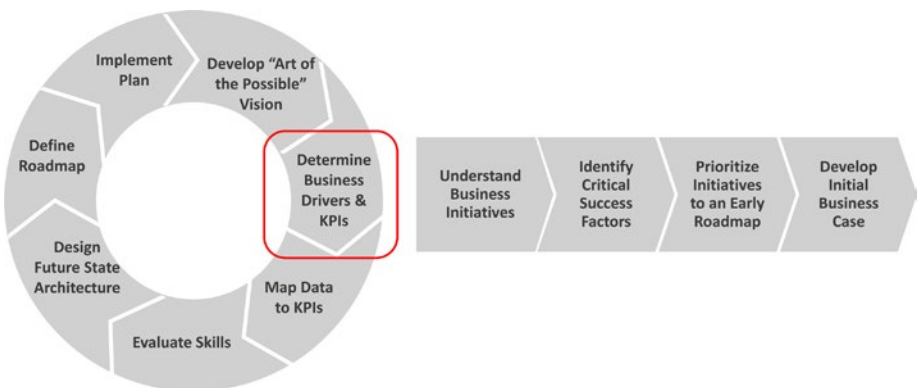 Implement
Plan
Develop “Art of
the Possible”
Vision
Determine
Business
Drivers &
KPIs
Map Data
to KPIs
Evaluate Skills
Design
Future State
Architecture
Define
Roadmap
Understand
Business
Initiatives
Identify
Critical
Success
Factors
Prioritize
Initiatives
to an Early
Roadmap
Develop
Initial
Business
Case